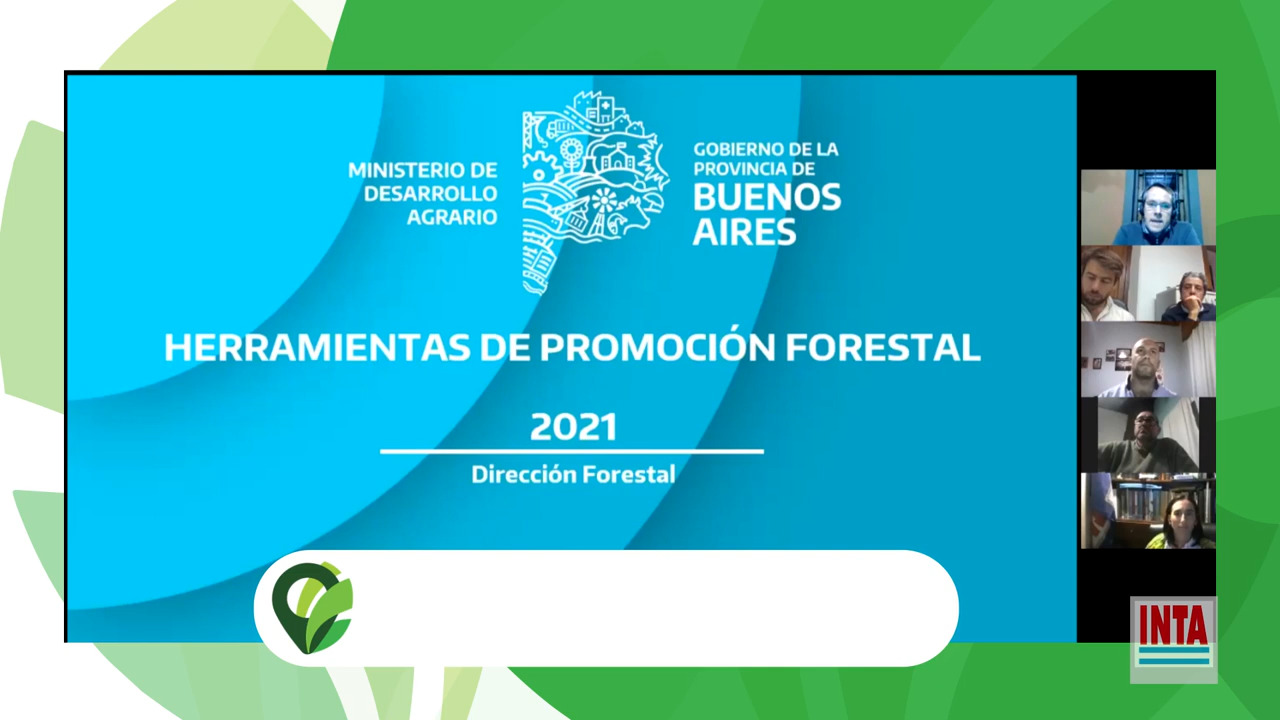 MINISTERIO DE
DESARROLLO
AGRARIO
GOBIERNO DE LA
PROVINCIA DE
BUENOS
AIRES
HERRAMIENTAS DE PROMOCIÓN FORESTAL
2021
Dirección Forestal
INTA